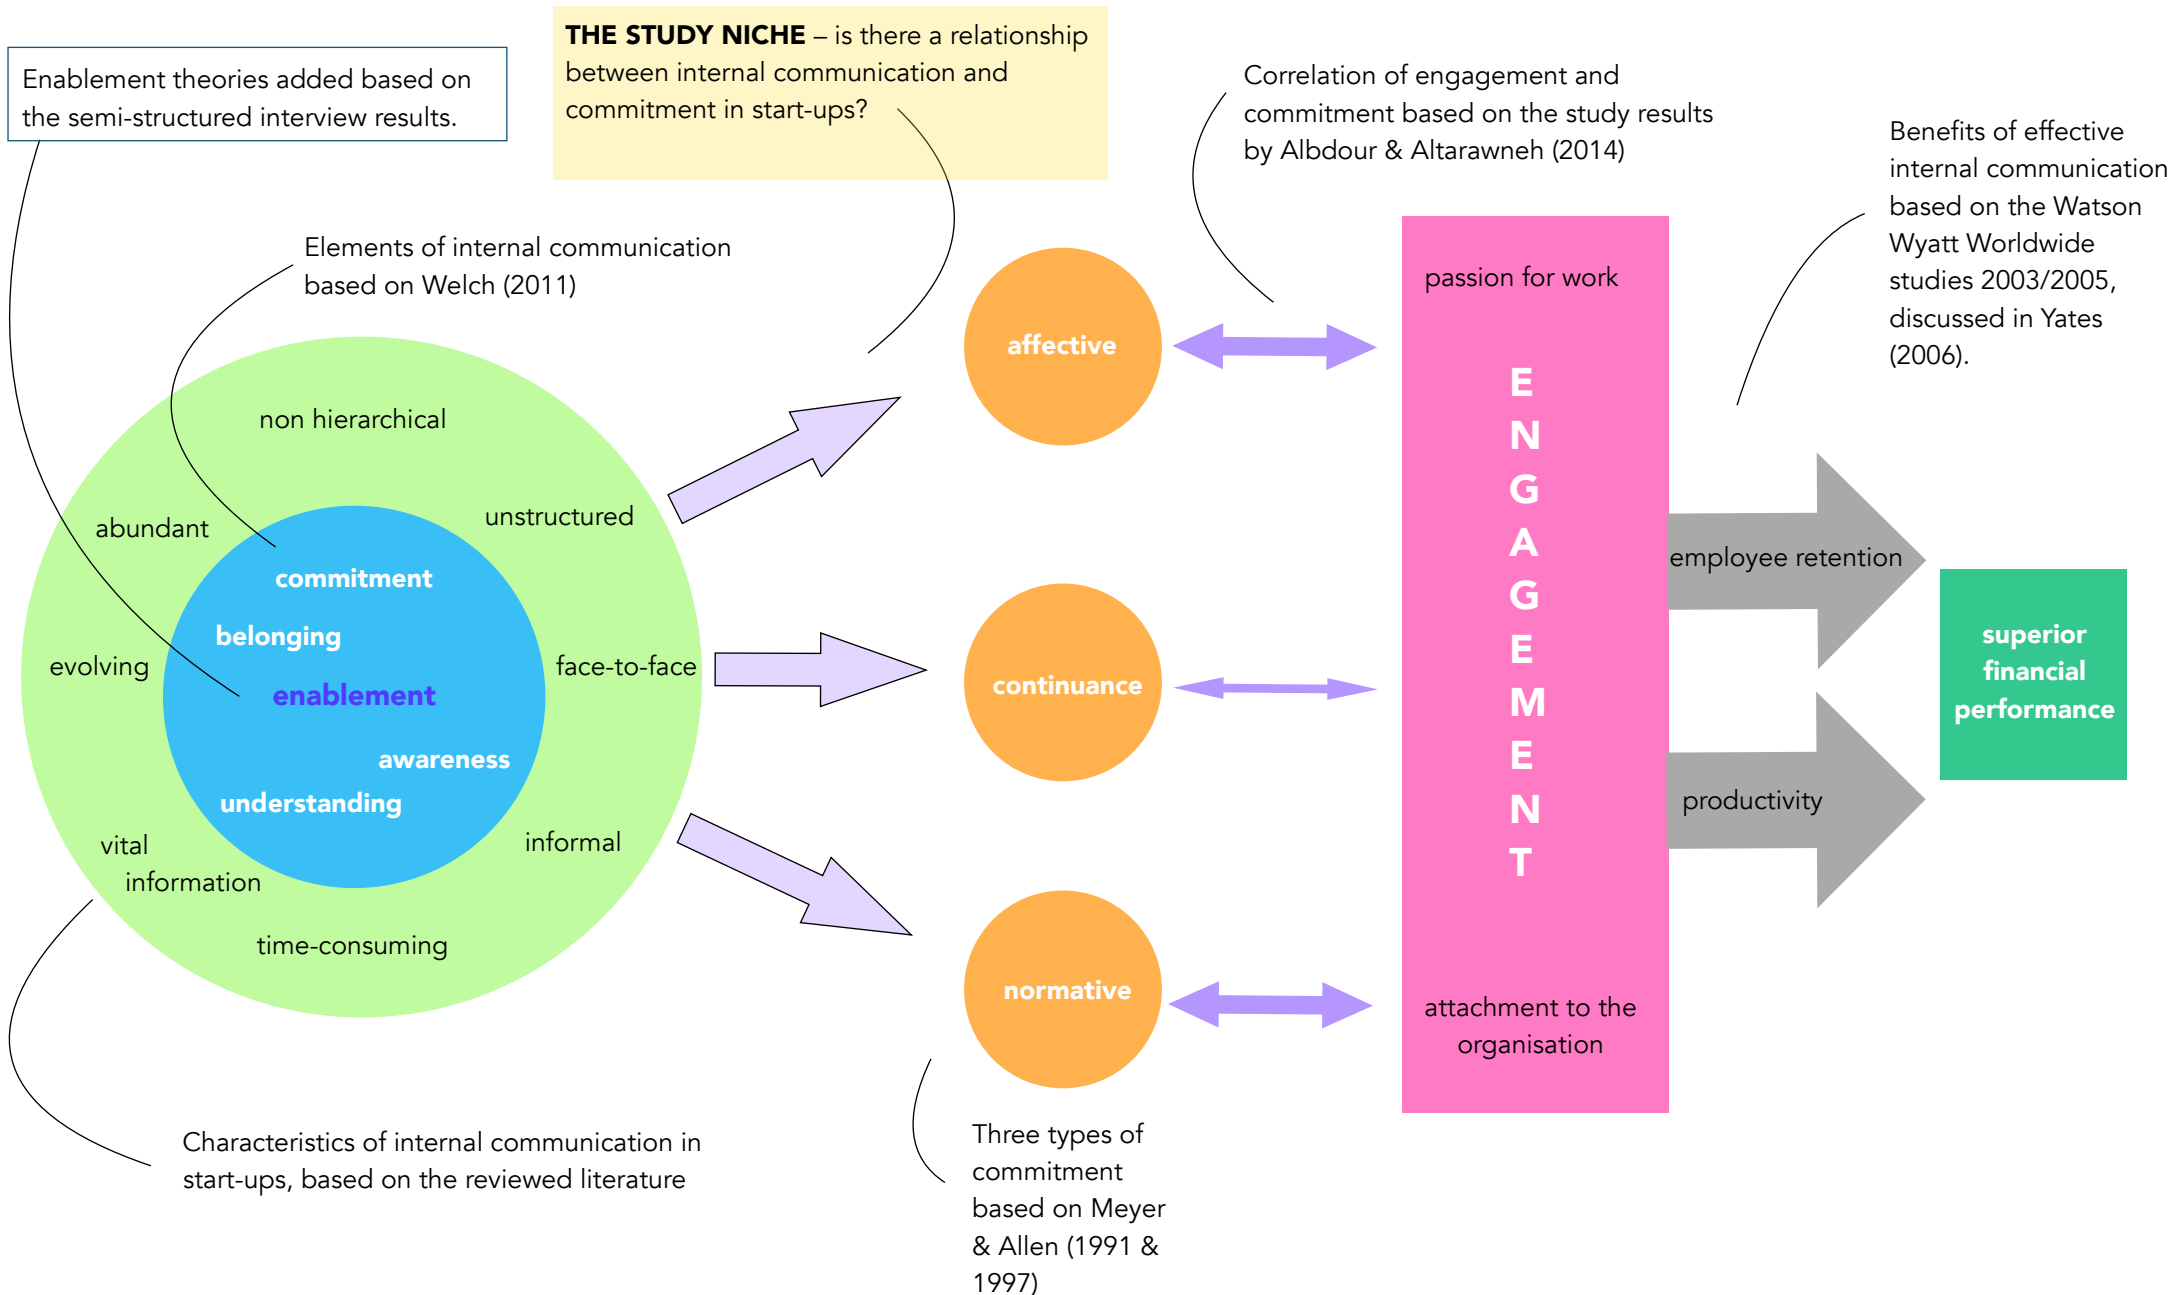 THE STUDY NICHE – is there a relationship
between internal communication and
commitment in start-ups?
Enablement theories added based on
the semi-structured interview results.
Correlation of engagement and
commitment based on the study results
by Albdour & Altarawneh (2014)
Benefits of effective
internal communication
based on the Watson
Wyatt Worldwide
studies 2003/2005,
discussed in Yates
(2006).
Elements of internal communication
based on Welch (2011)
non hierarchical
abundant
unstructured
commitment
belonging
evolving
face-to-face
enablement
awareness
understanding
vital
information
informal
time-consuming
affective
continuance
normative
passion for work
E
N
G
A
G
E
M
E
N
T
attachment to the
organisation
employee retention
productivity
superior
financial
performance
Characteristics of internal communication in
start-ups, based on the reviewed literature
Three types of
commitment
based on Meyer
& Allen (1991 &
1997)